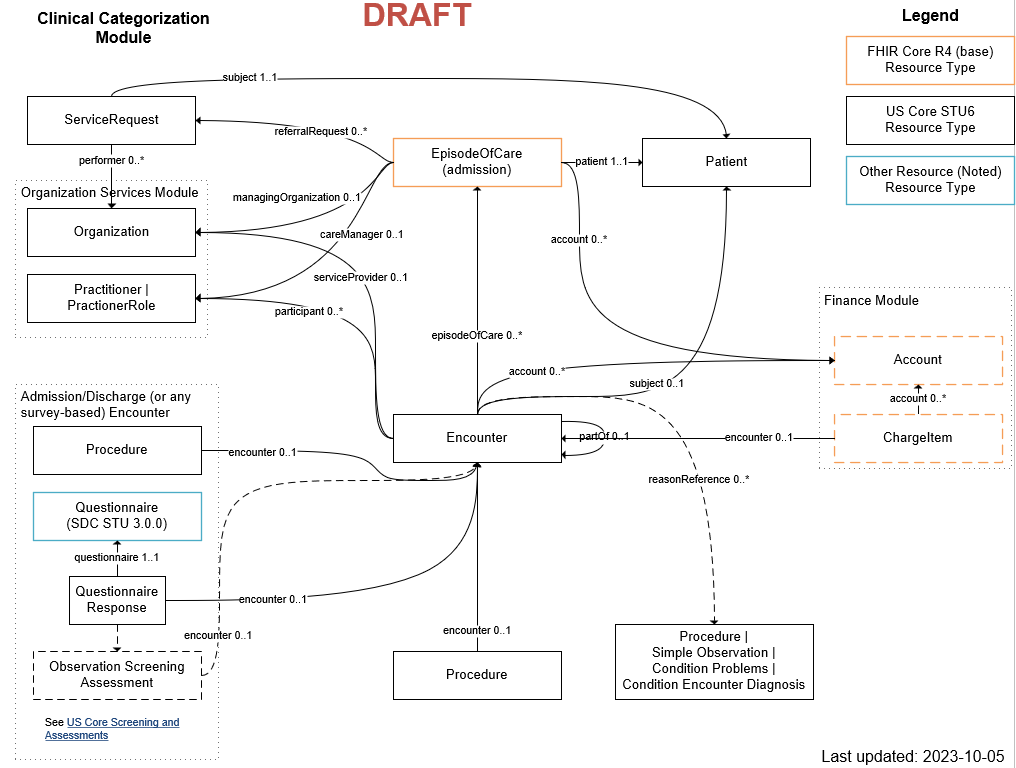 Clinical Categorization
Module
DRAFT
Legend
FHIR Core R4 (base)
Resource Type
US Core STU6
Resource Type
Other Resource (Noted)
Resource Type
subject 1..1
ServiceRequest
referralRequest 0..*
performer 0..*
EpisodeOfCare
(admission)
patient 1..1
Patient
Organization Services Module
managingOrganization 0..1
Organization
careManager 0..1
account 0..*
serviceProvider 0..1
Practitioner |
PractionerRole
participant 0..*
Finance Module
episodeOfCare 0..*
Account
account 0..*
subject 0..1
account 0..*
Admission/Discharge (or any
survey-based) Encounter
Procedure
encounter 0..1
Encounter
partOf 0..1
encounter 0..1
ChargeItem
reasonReference 0..*
Questionnaire
(SDC STU 3.0.0)
questionnaire 1..1
Questionnaire
Response
encounter 0..1
encounter 0..1
encounter 0..1
Observation Screening
Assessment
Procedure
Procedure |
Simple Observation |
Condition Problems |
Condition Encounter Diagnosis
See US Core Screening and
Assessments
Last updated: 2023-10-05